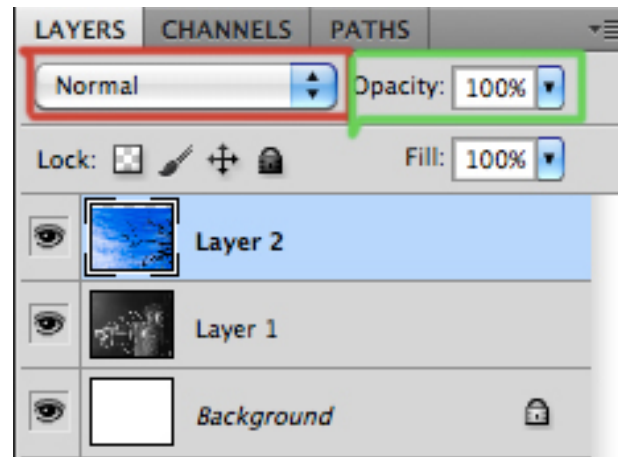 LAYERS CHANNELS PATHS
Normal Opacity: 100%
Lock: Fill: 100%
Layer 2
Layer 1
Background